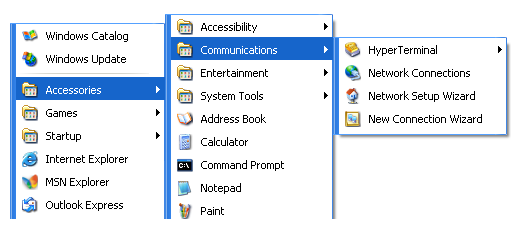 Windows Catalog
Windows Update
Accessories
Games
Startup
Internet Explorer
MSN Explorer
Outlook Express
Accessibility
Communications
Entertainment
System Tools
Address Book
Calculator
Command Prompt
Notepad
Paint
HyperTerminal
Network Connections
Network Setup Wizard
New Connection Wizard